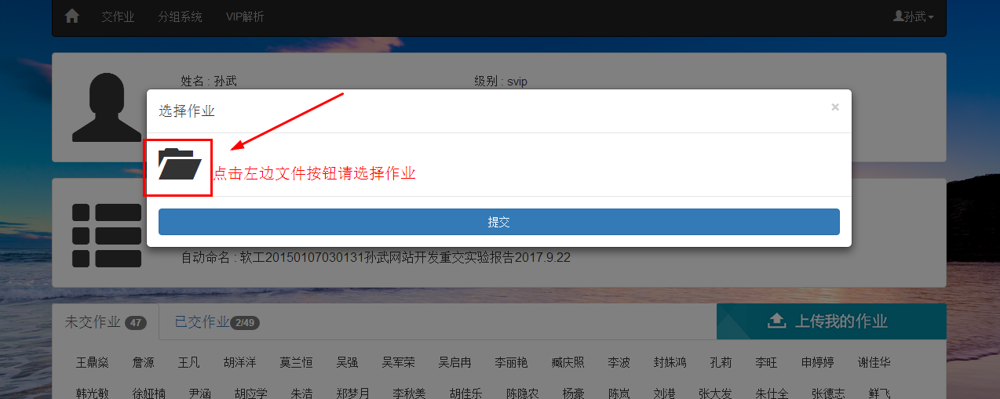 交作业 分组系统 VIP解析 孙武
姓名 : 孙武 级别 : svip
选择作业 ×
点击左边文件按钮请选择作业
提交
自动命名 : 软工20150107030131孙武网站开发重交实验报告2017.9.22
未交作业 47 已交作业 2/49 上传我的作业
王鼎燊 詹源 王凡 胡洋洋 莫兰恒 吴强 吴军荣 吴启冉 李丽艳 臧庆照 李波 封姝鸿 孔莉 李旺 申婷婷 谢佳华
韩光敏 徐娅楠 尹涵 胡应学 朱浩 郑梦月 李秋美 胡佳乐 陈隐农 杨豪 陈岚 刘港 张大发 朱仕全 张德志 鲜飞